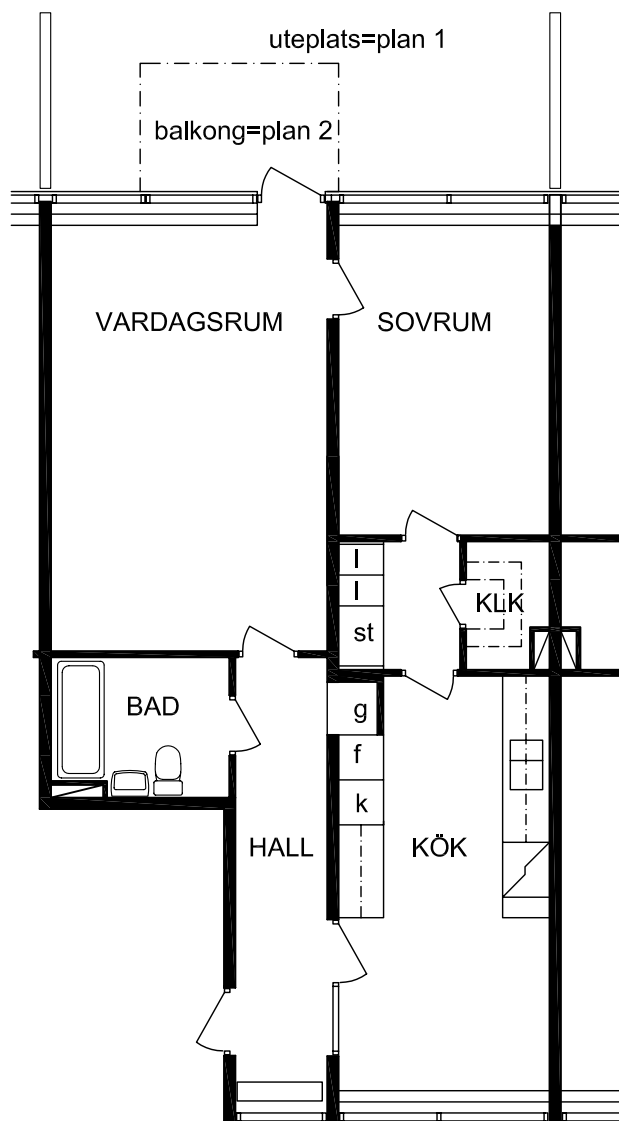 uteplats=plan 1
balkong=plan 2
VARDAGSRUM
SOVRUM
l
l
KLK
st
BAD
g
f
k
HALL
KÖK